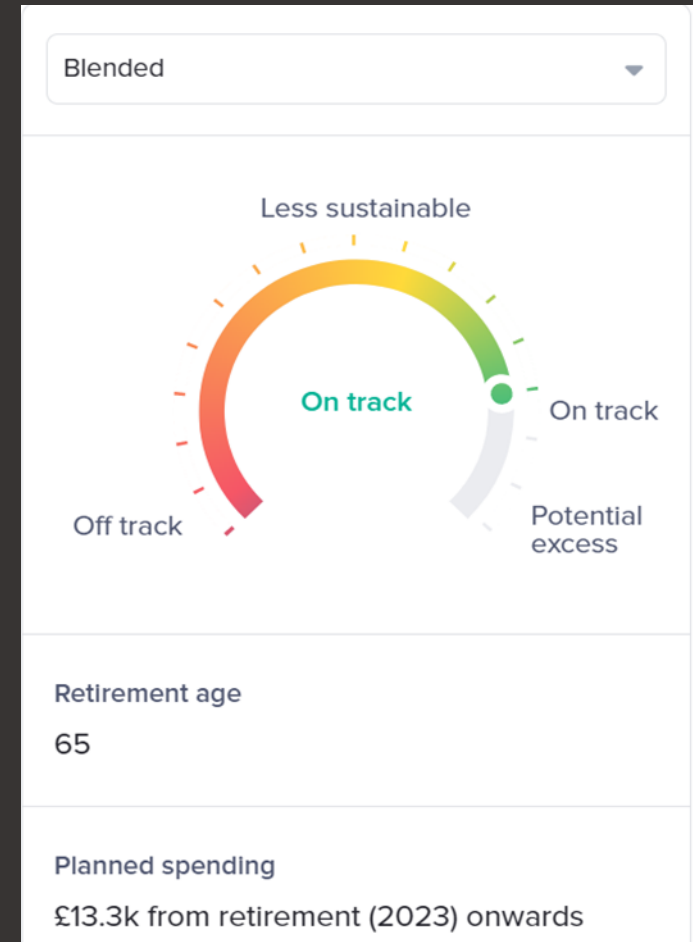 Blended
Less sustainable
On track
On track
Off track
Potential
excess
Retirement age
65
Planned spending
£13.3k from retirement (2023) onwards